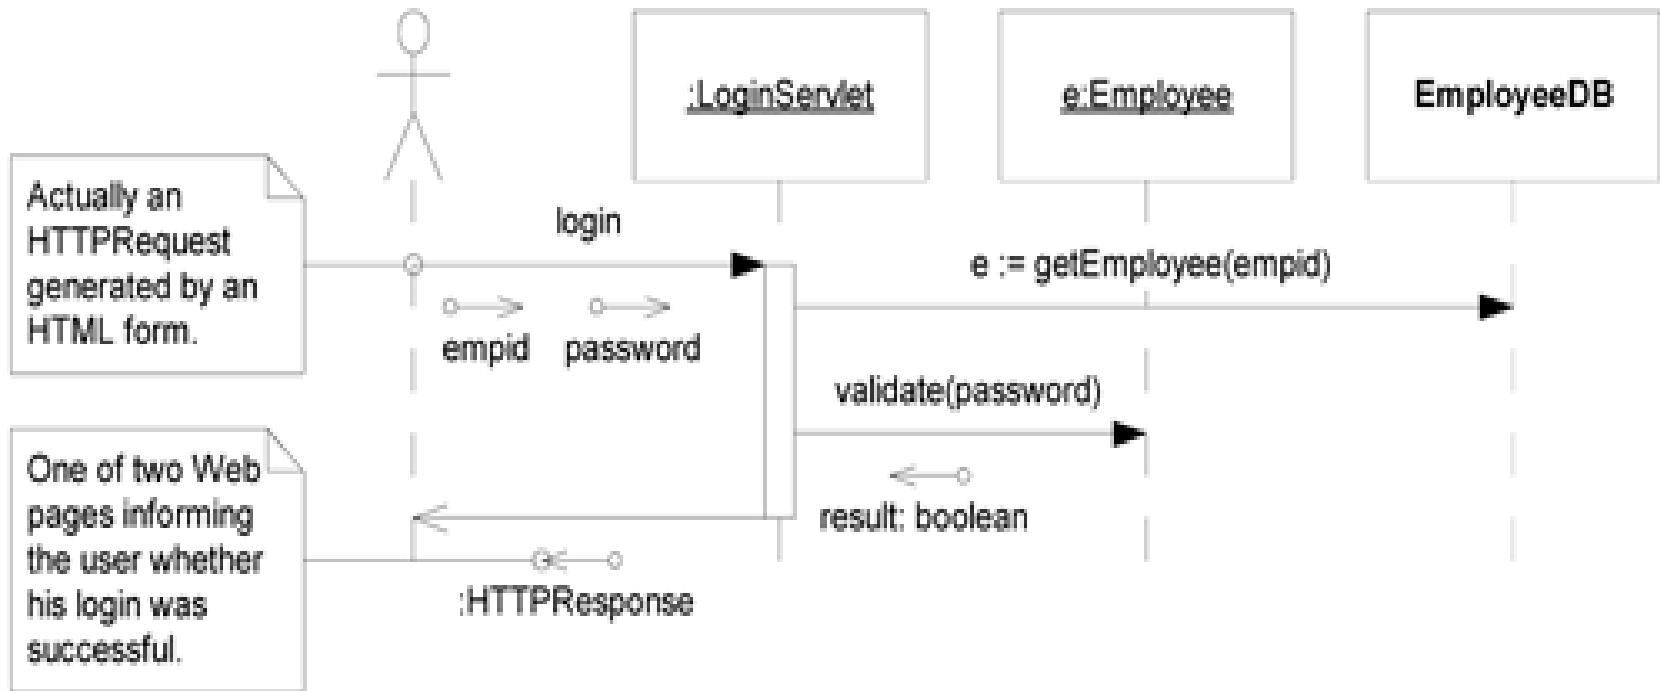 :LoginServlet
e:Employee
EmployeeDB
Actually an
HTTPRequest
generated by an
HTML form.
login
e := getEmployee(empid)
empid
password
validate(password)
result: boolean
One of two Web
pages informing
the user whether
his login was
successful.
:HTTPResponse